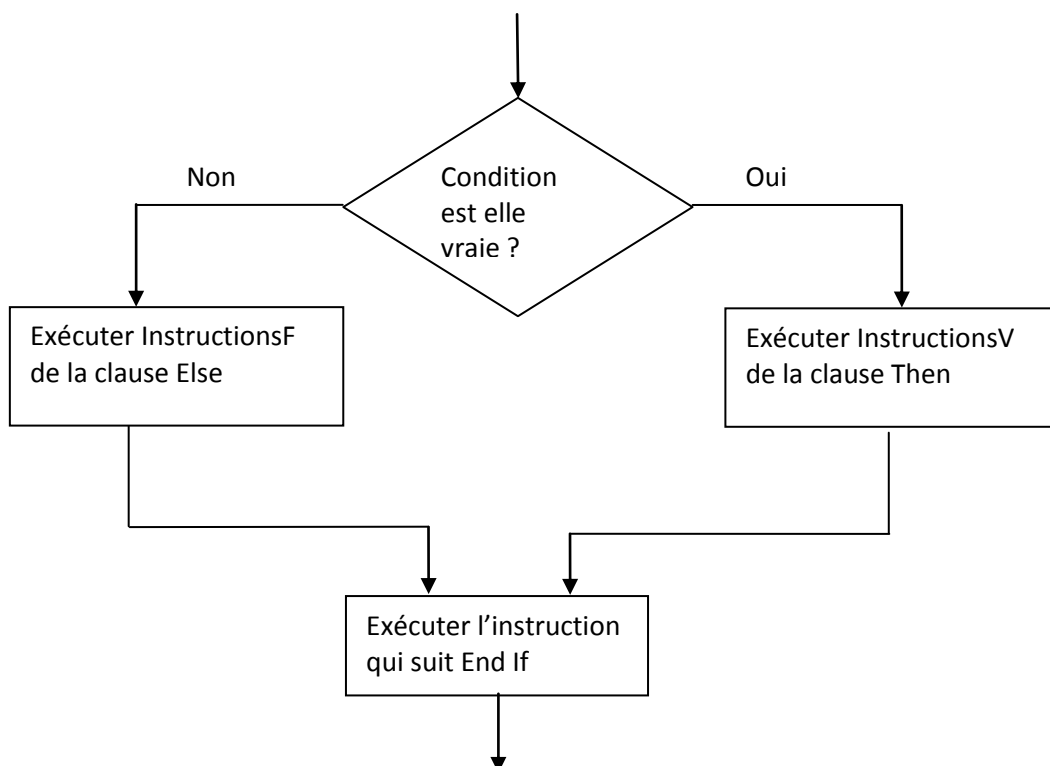 Non
Condition
est elle
vraie ?
Oui
Exécuter InstructionsF
de la clause Else
Exécuter InstructionsV
de la clause Then
Exécuter l’instruction
qui suit End If